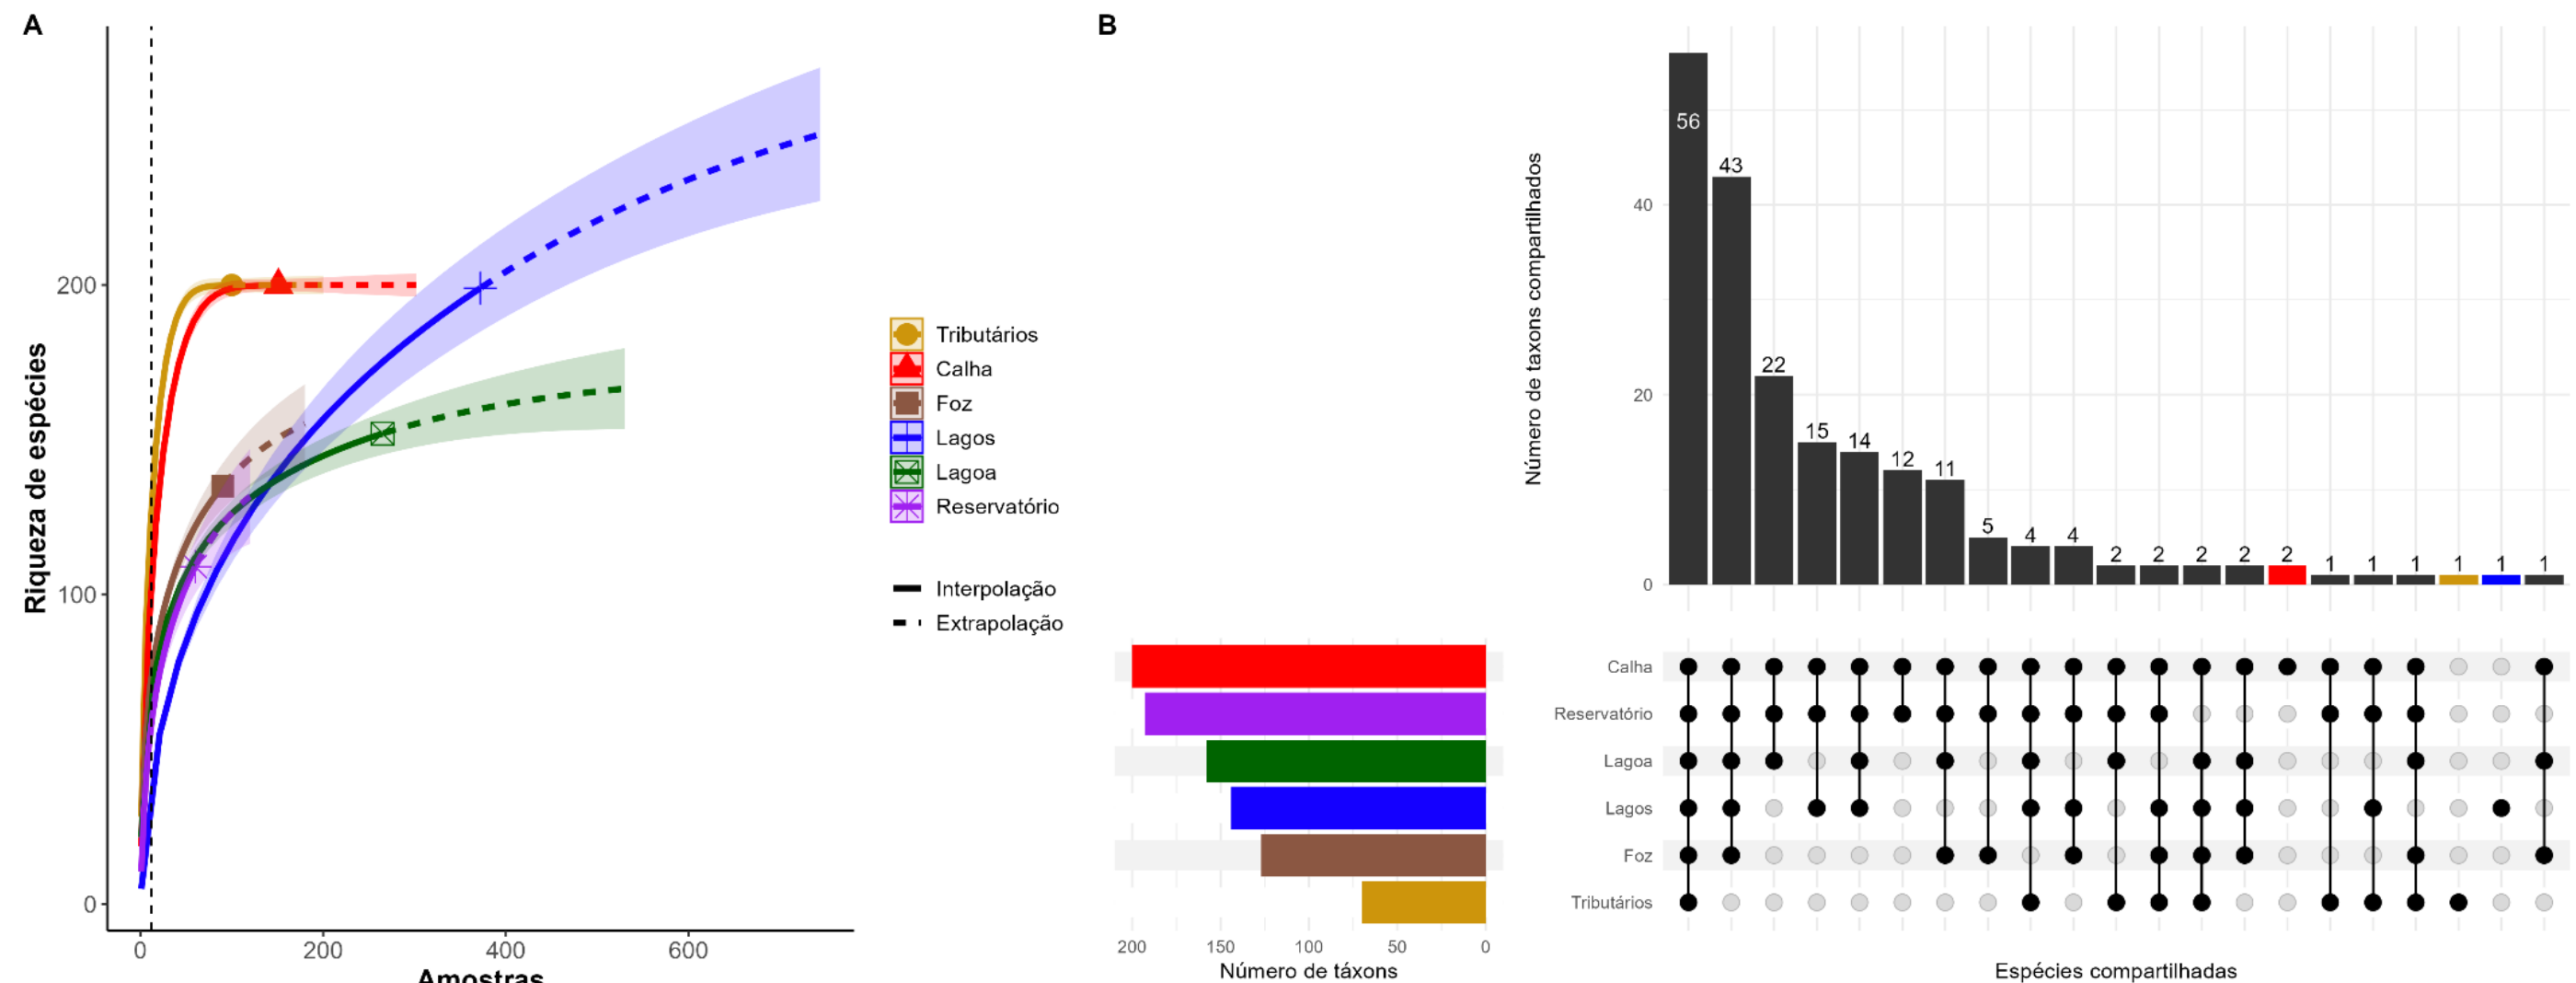 A
Riqueza de espécies
200
100
0
0 200 400 600
Amostras
Tributários
Calha
Foz
Lagos
Lagoa
Reservatório
Interpolação
Extrapolação
B
Número de taxons compartilhados
40
20
0
56 43 22 15 14 12 11 5 4 4 2 2 2 2 2 1 1 1 1 1 1
Calha
Reservatório
Lagoa
Lagos
Foz
Tributários
200 150 100 50 0
Número de táxons
Espécies compartilhadas